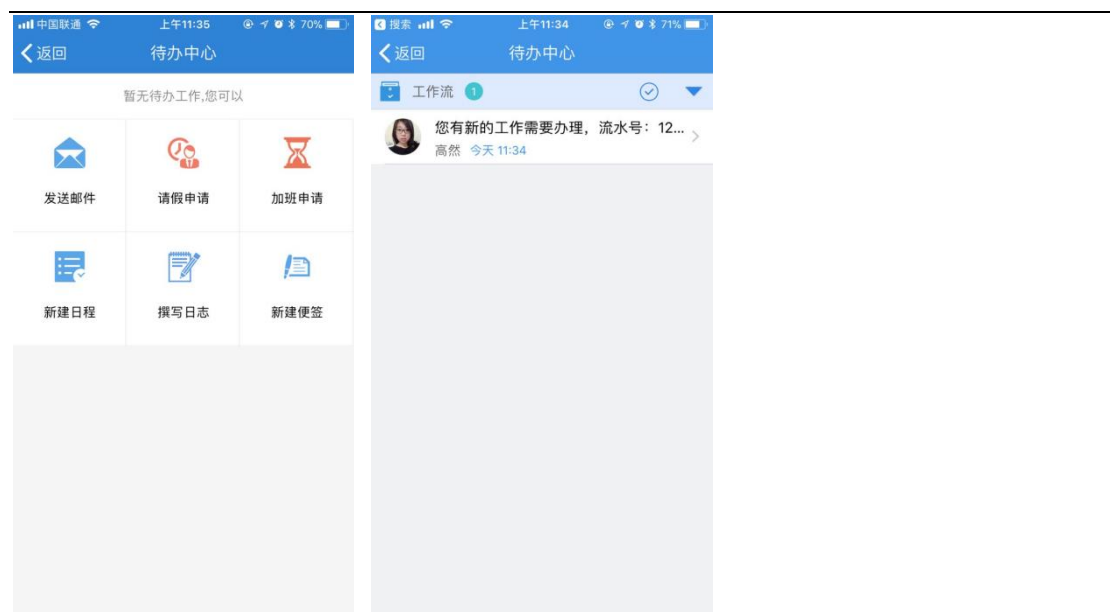 中国联通 上午11:35 70%
返回 待办中心
暂无待办工作,您可以
发送邮件 请假申请 加班申请
新建日程 撰写日志 新建便签
搜索 上午11:34 71%
返回 待办中心
工作流 1
您有新的工作需要办理，流水号：12...
高然 今天 11:34